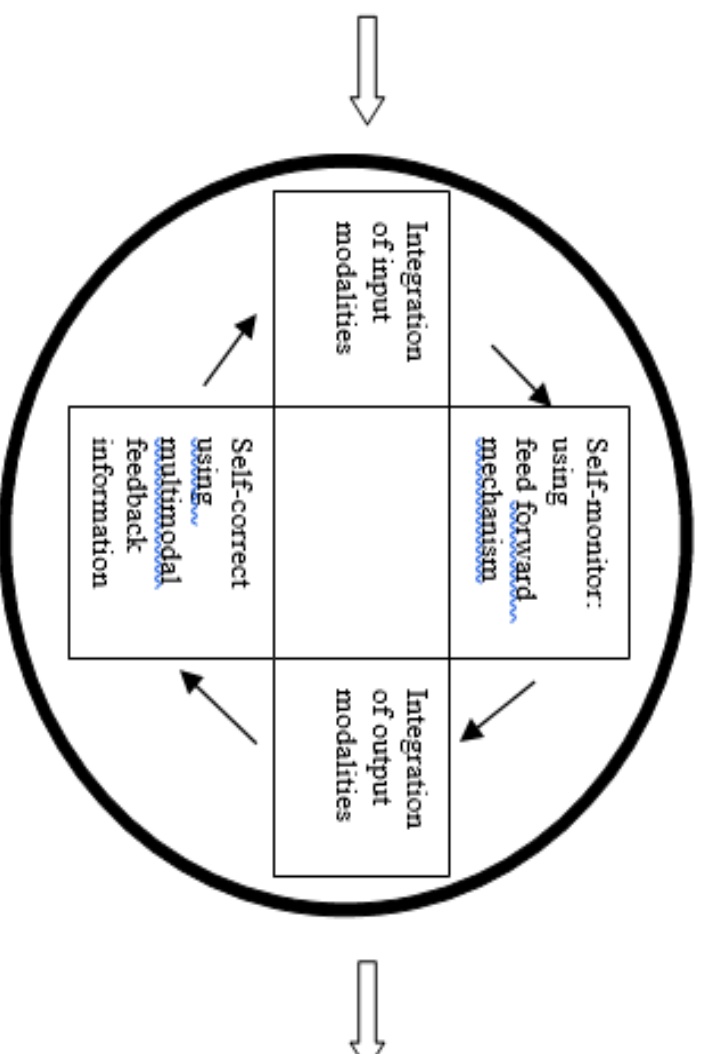 Integration
of input
modalities
Self-monitor:
using
feed forward
mechanism
Integration
of output
modalities
Self-correct
using
multimodal
feedback
information